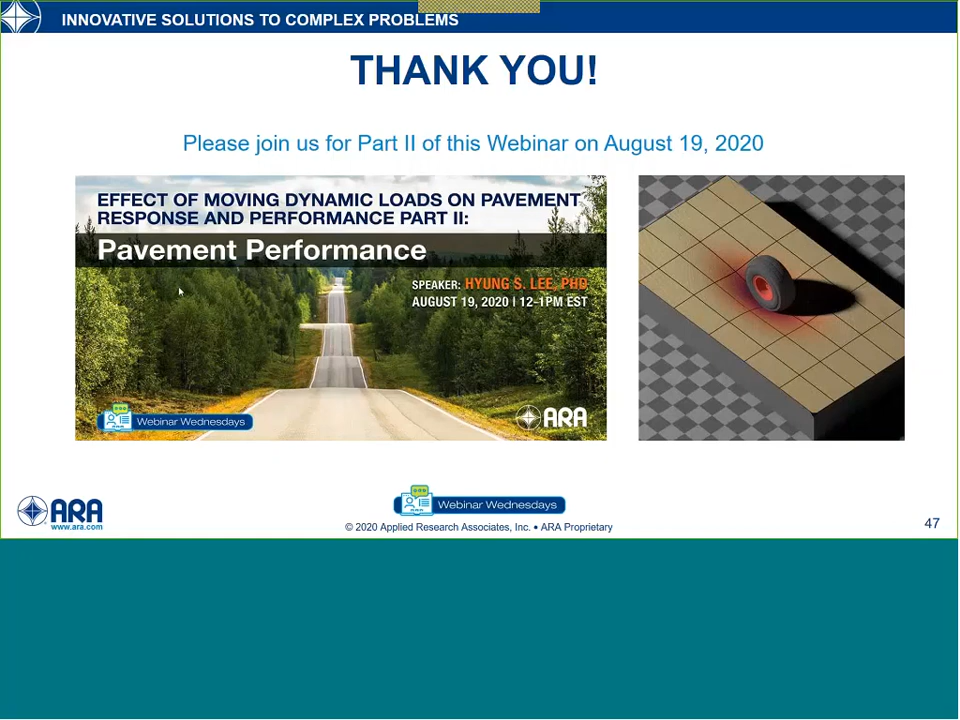 INNOVATIVE SOLUTIONS TO COMPLEX PROBLEMS
THANK YOU!
Please join us for Part II of this Webinar on August 19, 2020
EFFECT OF MOVING DYNAMIC LOADS ON PAVEMENT
RESPONSE AND PERFORMANCE PART II:
Pavement Performance
SPEAKER: HYUNG S. LEE, PHD
AUGUST 19, 2020 | 12-1PM EST
Webinar Wednesdays
ARA
ARA
www.ara.com
Webinar Wednesdays
© 2020 Applied Research Associates, Inc. • ARA Proprietary
47